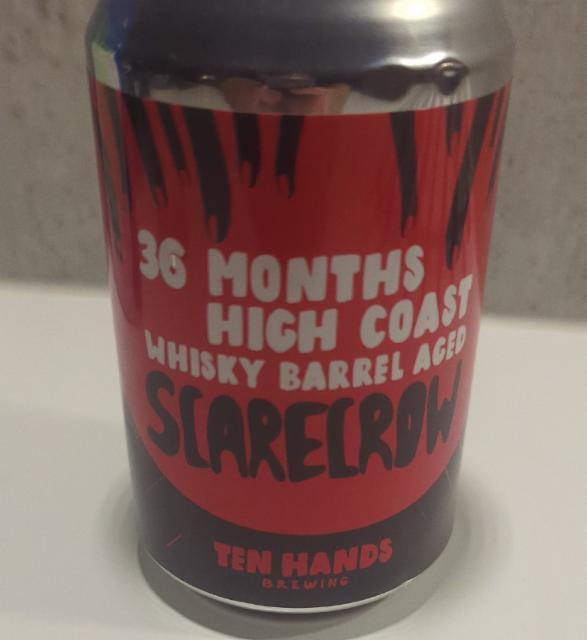 36 MONTHS
HIGH COAST
WHISKY BARREL AGED
SCARECROW
TEN HANDS
BREWING